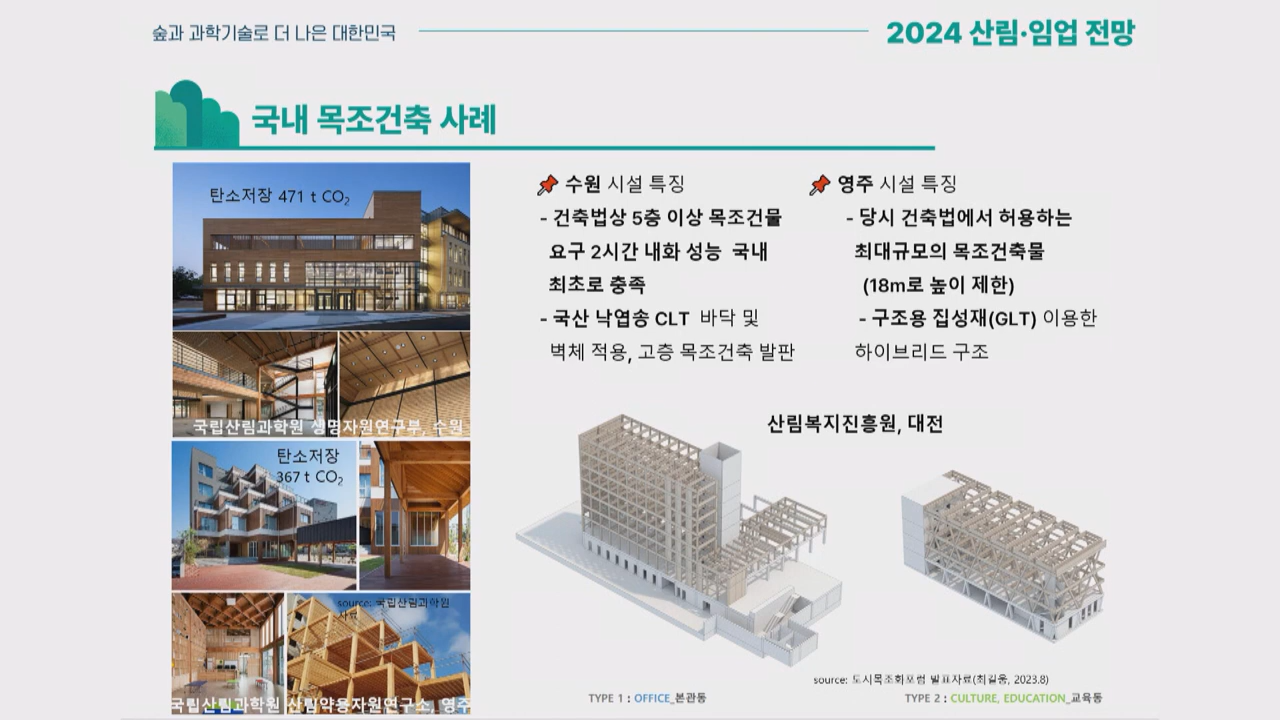 숲과 과학기술로 더 나은 대한민국
2024 산림·임업 전망
국내 목조건축 사례
탄소저장 471 t CO₂
국립산림과학원 생명자원연구부, 수원
탄소저장
367 t CO₂
source: 국립산림과학원
자료
국립산림과학원 산림약용자원연구소, 영주
수원 시설 특징
- 건축법상 5층 이상 목조건물
요구 2시간 내화 성능 국내
최초로 충족
- 국산 낙엽송 CLT 바닥 및
벽체 적용, 고층 목조건축 발판
영주 시설 특징
- 당시 건축법에서 허용하는
최대규모의 목조건축물
(18m로 높이 제한)
- 구조용 집성재(GLT) 이용한
하이브리드 구조
산림복지진흥원, 대전
source: 도시목조화포럼 발표자료(최길웅, 2023.8)
TYPE 1 : OFFICE_본관동
TYPE 2 : CULTURE, EDUCATION_교육동